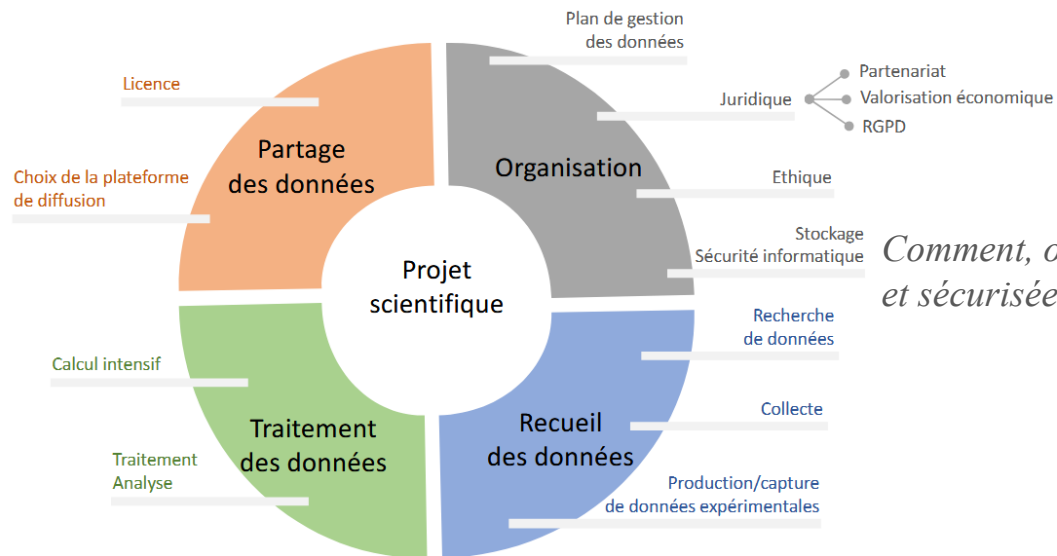 Plan de gestion
des données
Juridique
Partenariat
Valorisation économique
RGPD
Organisation
Ethique
Stockage
Sécurité informatique
Comment, o
et sécurisée
Recherche
de données
Collecte
Production/capture
de données expérimentales
Recueil
des données
Traitement
des données
Calcul intensif
Traitement
Analyse
Partage
des données
Licence
Choix de la plateforme
de diffusion
Projet
scientifique